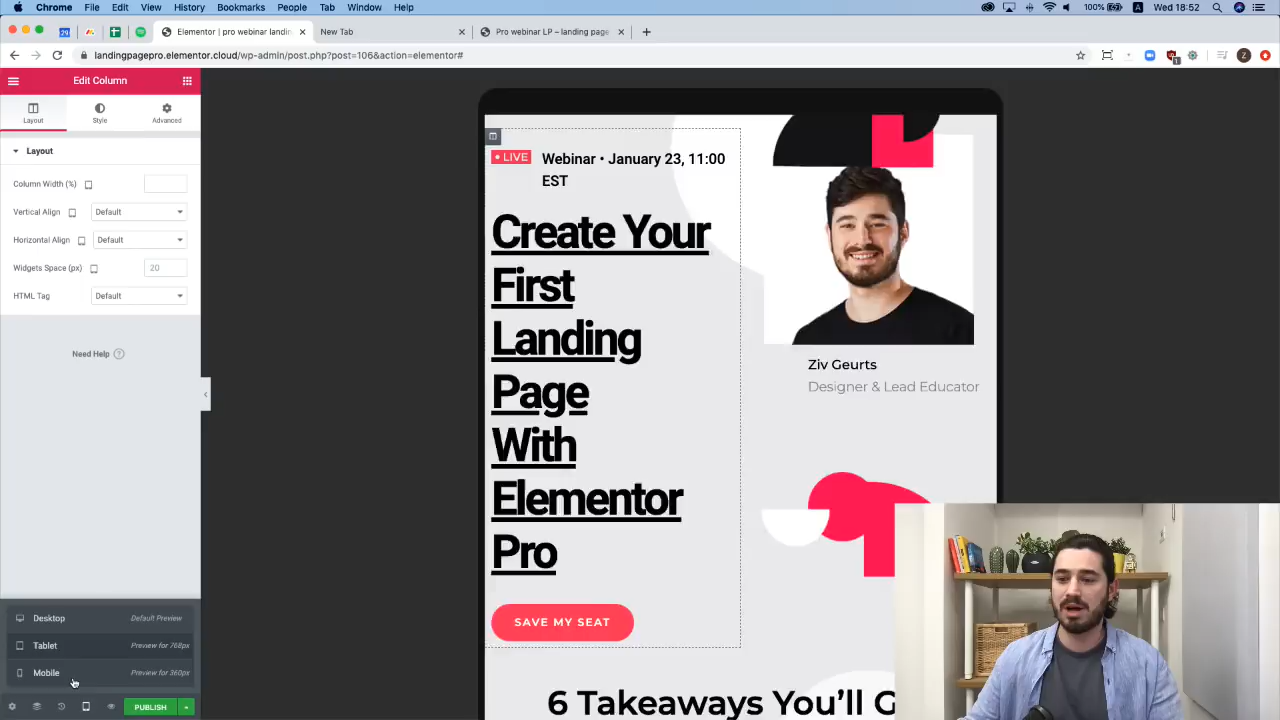 Chrome File Edit View History Bookmarks People Tab Window Help
100% Wed 18:52
Elementor | pro webinar landin
New Tab
Pro webinar LP – landing page
landingpagepro.elementor.cloud/wp-admin/post.php?post=106&action=elementor#
Edit Column
Layout Style Advanced
Layout
Column Width (%)
Vertical Align Default
Horizontal Align Default
Widgets Space (px) 20
HTML Tag Default
Need Help ?
Desktop Default Preview
Tablet Preview for 768px
Mobile Preview for 360px
PUBLISH
• LIVE
Webinar • January 23, 11:00
EST
Create Your
First
Landing
Page
With
Elementor
Pro
SAVE MY SEAT
Ziv Geurts
Designer & Lead Educator
6 Takeaways You’ll G